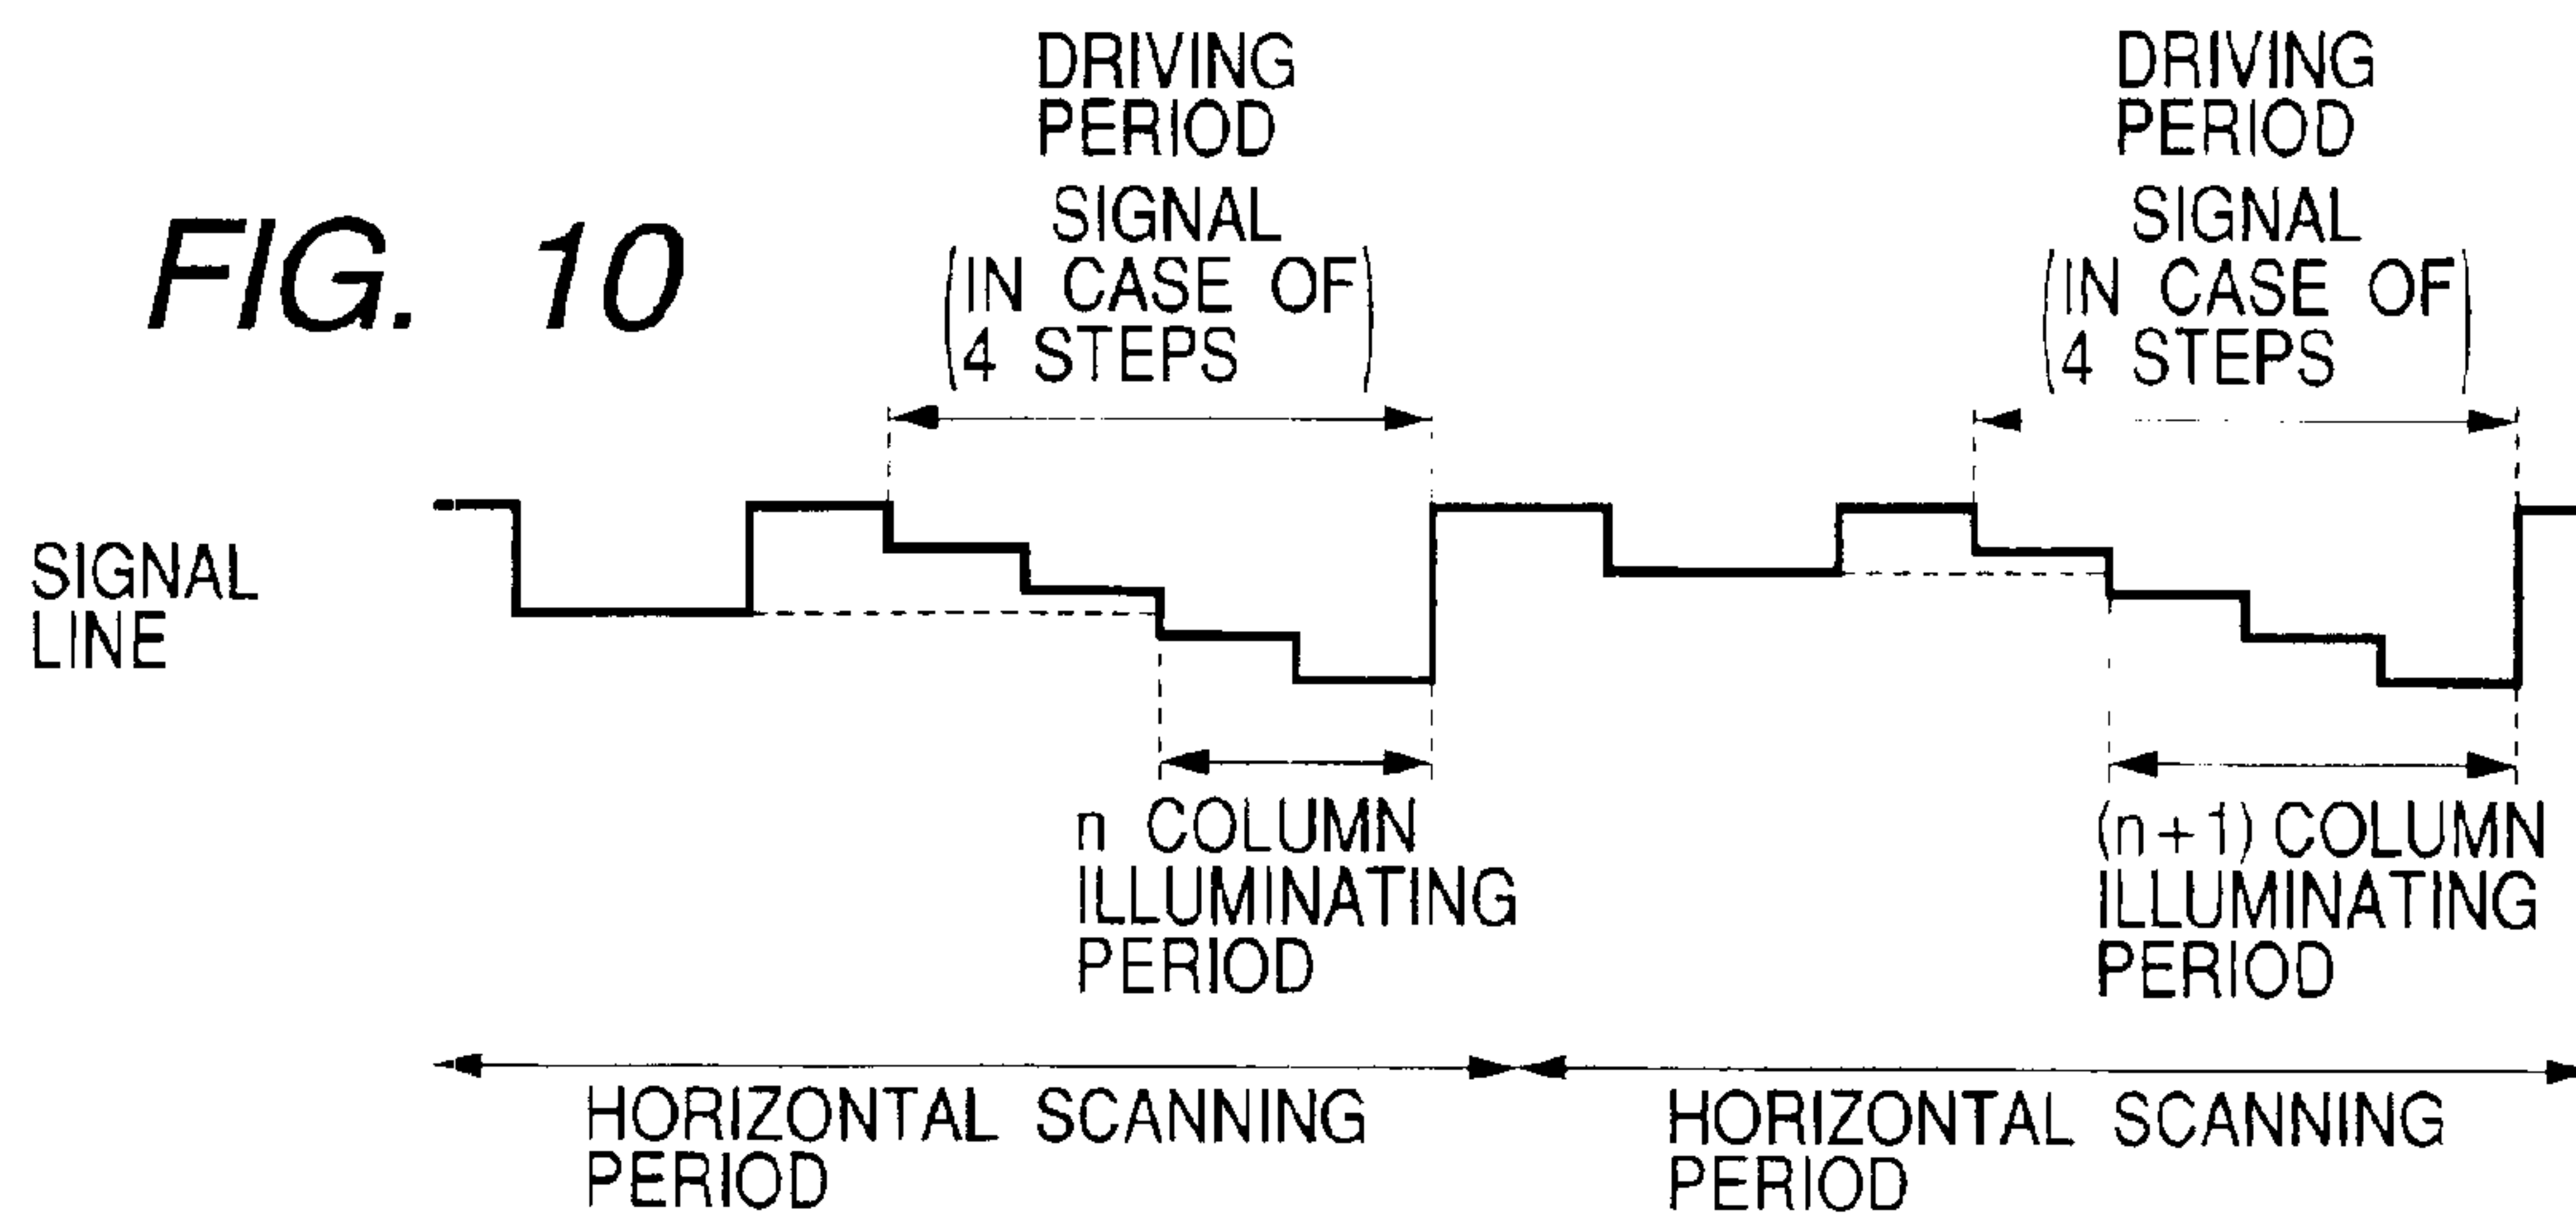 FIG. 10
DRIVING
PERIOD
SIGNAL
(IN CASE OF)
4 STEPS
DRIVING
PERIOD
SIGNAL
(IN CASE OF)
4 STEPS
SIGNAL
LINE
n COLUMN
ILLUMINATING
PERIOD
(n+1) COLUMN
ILLUMINATING
PERIOD
HORIZONTAL SCANNING
PERIOD
HORIZONTAL SCANNING
PERIOD